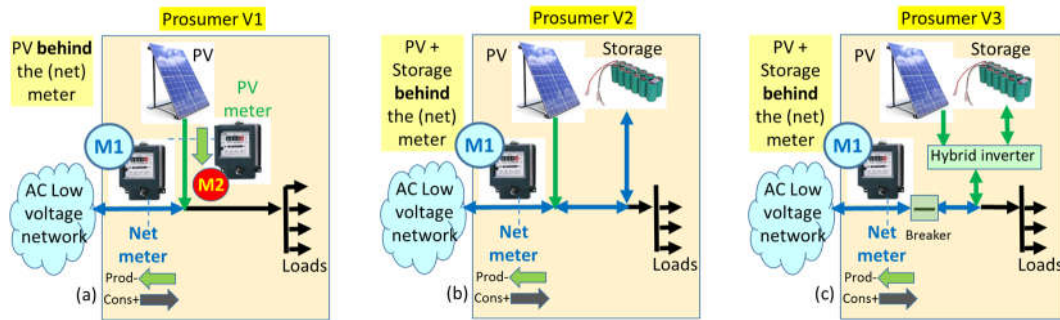 Prosumer V1
PV behind
the (net)
meter
PV
PV
meter
M1
M2
AC Low
voltage
network
Net
meter
Loads
Prod-
Cons+
(a)
Prosumer V2
PV +
Storage
behind
the (net)
meter
PV
Storage
M1
AC Low
voltage
network
Net
meter
Loads
Prod-
Cons+
(b)
Prosumer V3
PV +
Storage
behind
the (net)
meter
PV
Storage
M1
Hybrid inverter
AC Low
voltage
network
Breaker
Net
meter
Loads
Prod-
Cons+
(c)